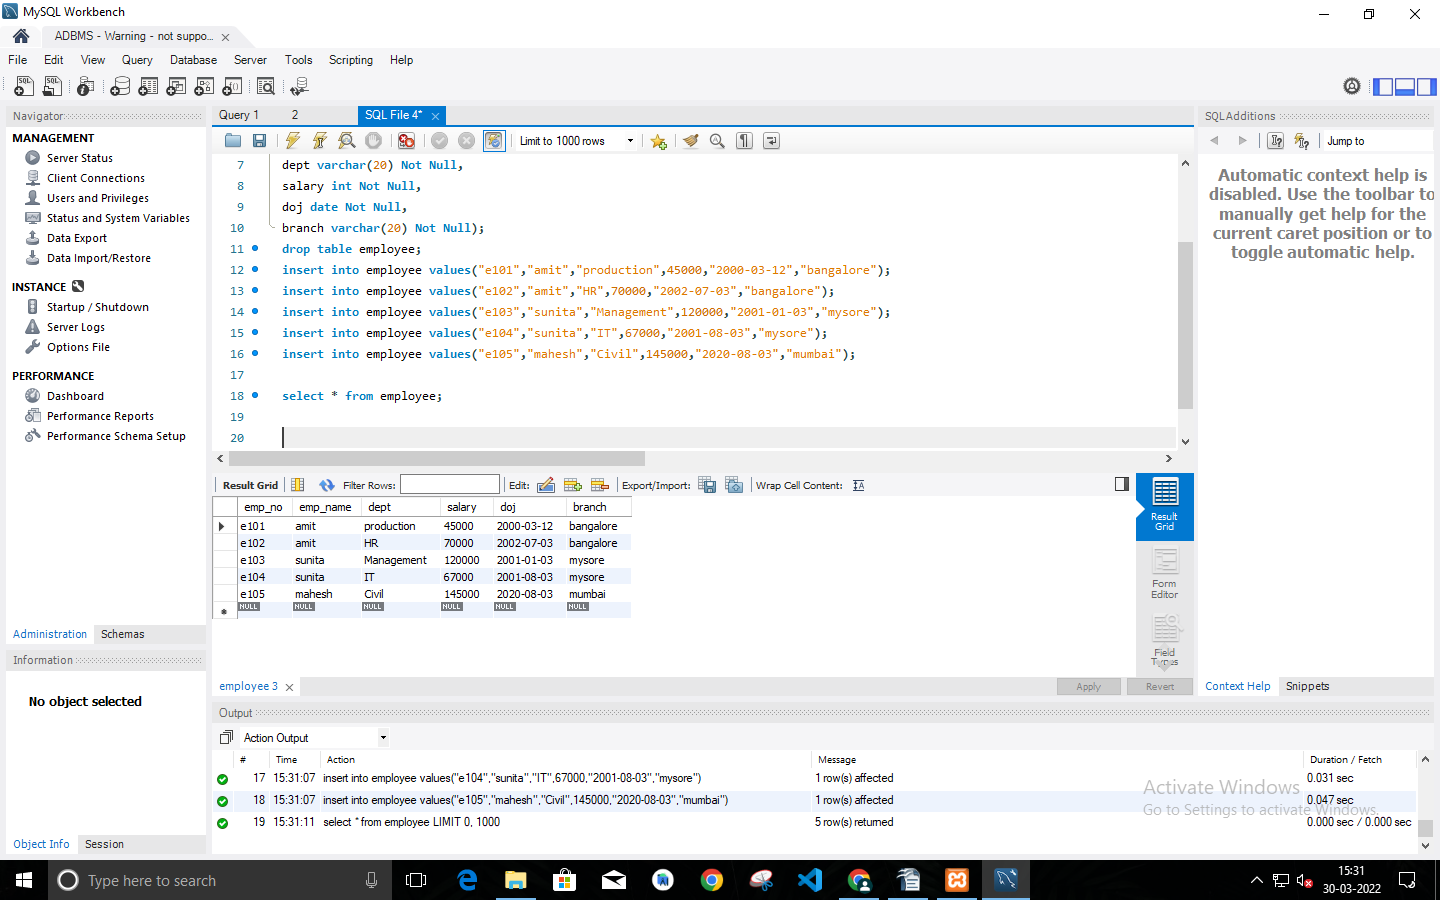 MySQL Workbench
ADBMS - Warning - not suppo...
File Edit View Query Database Server Tools Scripting Help
Navigator
MANAGEMENT
Server Status
Client Connections
Users and Privileges
Status and System Variables
Data Export
Data Import/Restore
INSTANCE
Startup / Shutdown
Server Logs
Options File
PERFORMANCE
Dashboard
Performance Reports
Performance Schema Setup
Administration Schemas
Information
No object selected
Object Info Session
Query 1 2 SQL File 4*
Limit to 1000 rows
7 dept varchar(20) Not Null,
8 salary int Not Null,
9 doj date Not Null,
10 branch varchar(20) Not Null);
11 drop table employee;
12 insert into employee values("e101","amit","production",45000,"2000-03-12","bangalore");
13 insert into employee values("e102","amit","HR",70000,"2002-07-03","bangalore");
14 insert into employee values("e103","sunita","Management",120000,"2001-01-03","mysore");
15 insert into employee values("e104","sunita","IT",67000,"2001-08-03","mysore");
16 insert into employee values("e105","mahesh","Civil",145000,"2020-08-03","mumbai");
17
18 select * from employee;
19
20
Result Grid Filter Rows: Edit: Export/Import: Wrap Cell Content:
emp_no emp_name dept salary doj branch
e101 amit production 45000 2000-03-12 bangalore
e102 amit HR 70000 2002-07-03 bangalore
e103 sunita Management 120000 2001-01-03 mysore
e104 sunita IT 67000 2001-08-03 mysore
e105 mahesh Civil 145000 2020-08-03 mumbai
NULL NULL NULL NULL NULL NULL
Result
Grid
Form
Editor
Field
Types
employee 3
Apply Revert
SQLAdditions
Jump to
Automatic context help is
disabled. Use the toolbar to
manually get help for the
current caret position or to
toggle automatic help.
Context Help Snippets
Output
Action Output
# Time Action Message Duration / Fetch
17 15:31:07 insert into employee values("e104","sunita","IT",67000,"2001-08-03","mysore") 1 row(s) affected 0.031 sec
18 15:31:07 insert into employee values("e105","mahesh","Civil",145000,"2020-08-03","mumbai") 1 row(s) affected 0.047 sec
19 15:31:11 select * from employee LIMIT 0, 1000 5 row(s) returned 0.000 sec / 0.000 sec
Activate Windows
Go to Settings to activate Windows.
Type here to search
15:31
30-03-2022